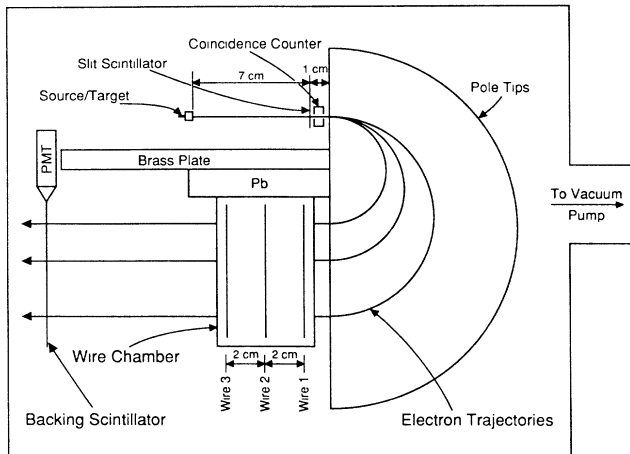 Coincidence Counter
Slit Scintillator
7 cm
1 cm
Source/Target
Pole Tips
PMT
Brass Plate
Pb
To Vacuum
Pump
Wire Chamber
2 cm
2 cm
Wire 3
Wire 2
Wire 1
Backing Scintillator
Electron Trajectories